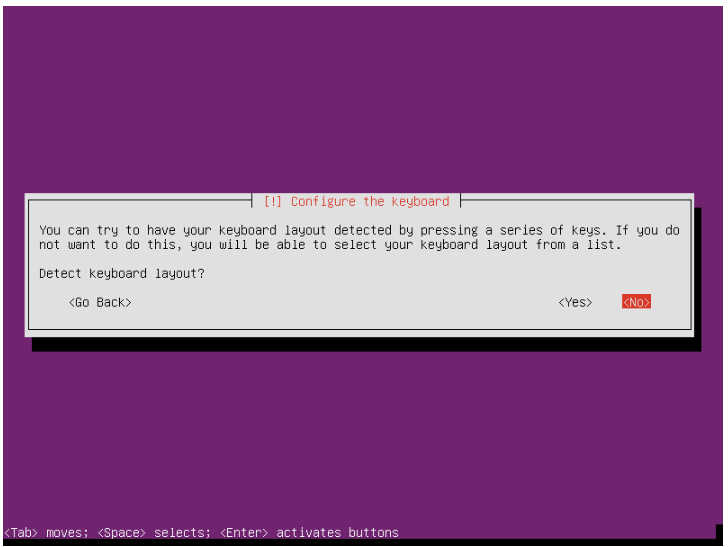 [!] Configure the keyboard
You can try to have your keyboard layout detected by pressing a series of keys. If you do
not want to do this, you will be able to select your keyboard layout from a list.
Detect keyboard layout?
<Go Back> <Yes> <No>
<Tab> moves; <Space> selects; <Enter> activates buttons